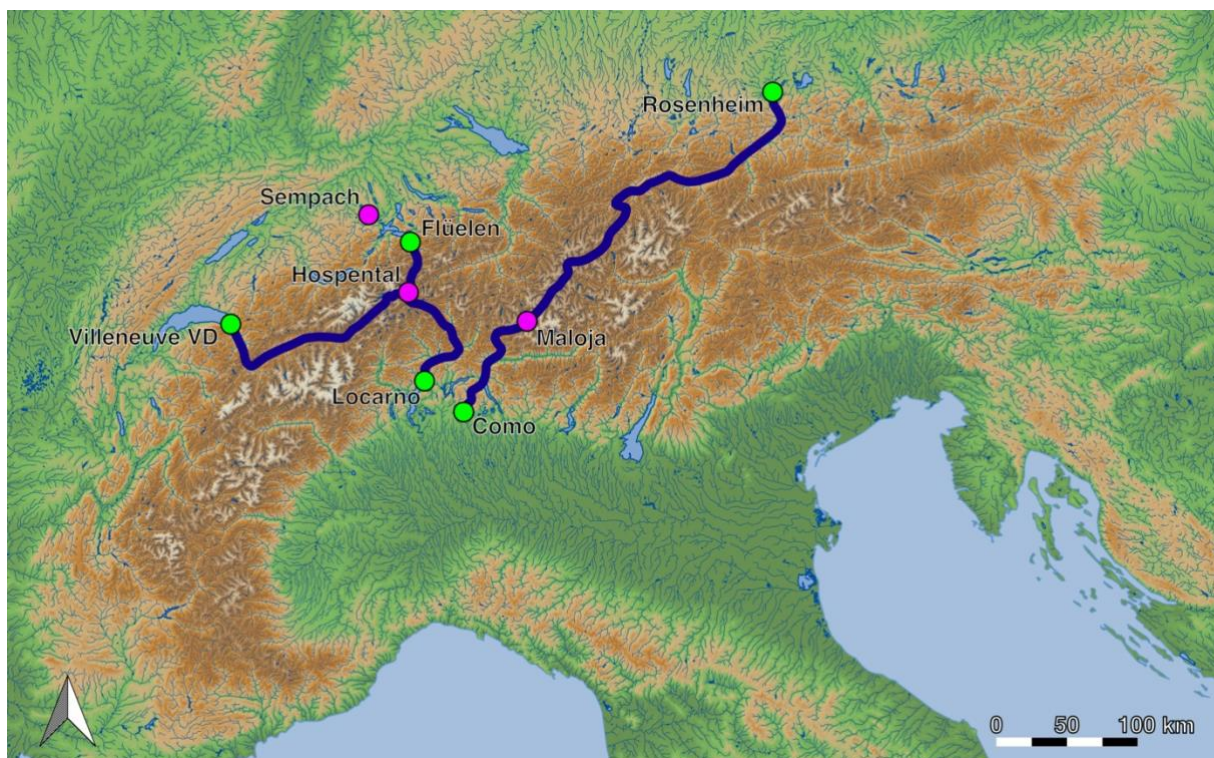 Rosenheim
Sempach
Flüelen
Hospental
Villeneuve VD
Maloja
Locarno
Como
0 50 100 km